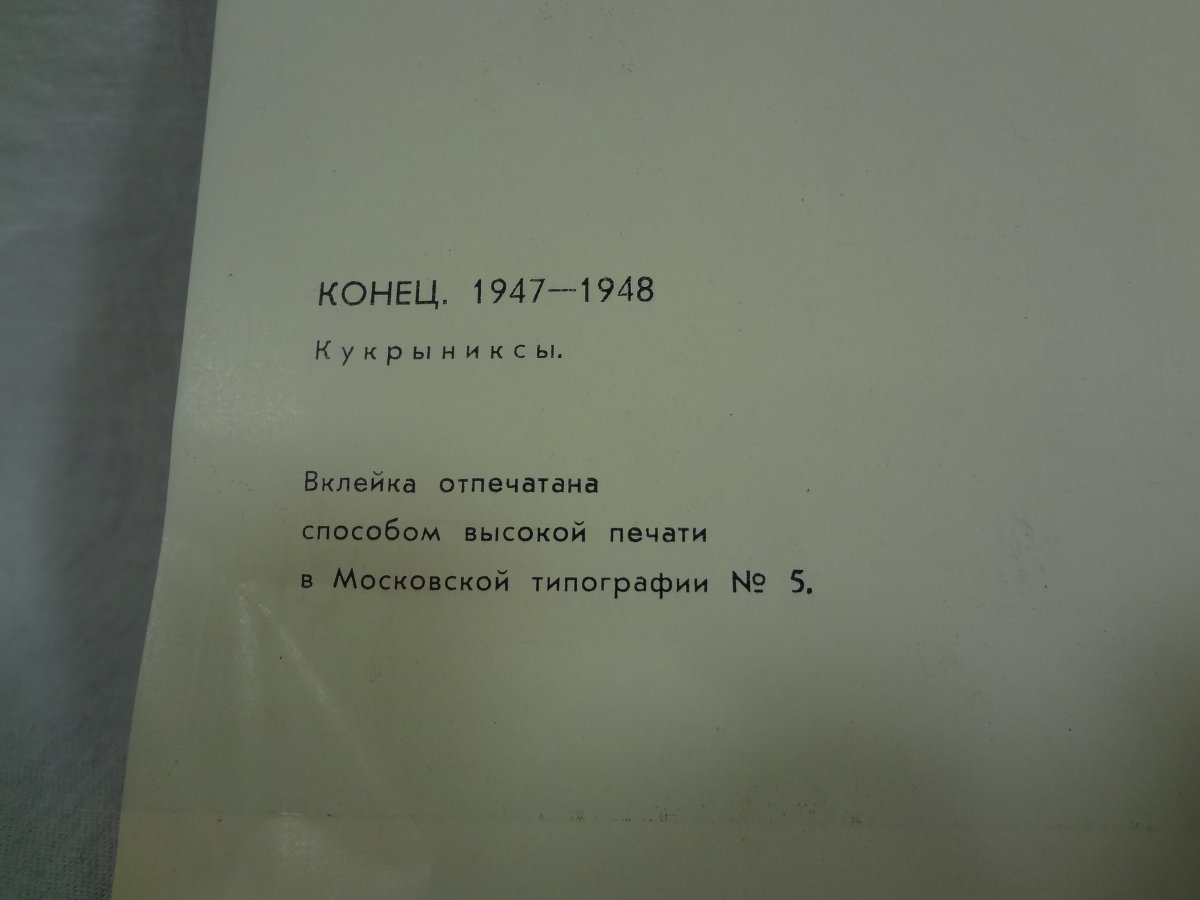 КОНЕЦ. 1947—1948
Кукрыниксы.
Вклейка отпечатана
способом высокой печати
в Московской типографии № 5.